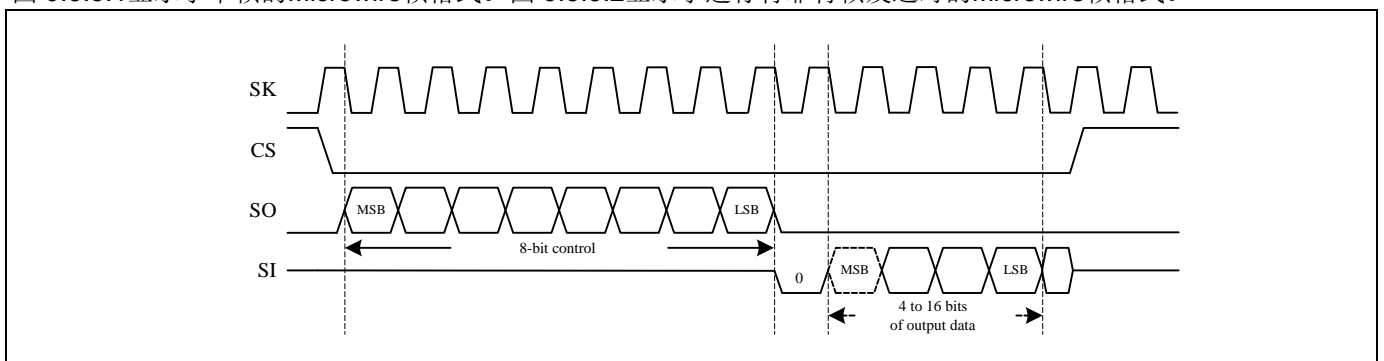 SK
CS
SO
MSB
LSB
8-bit control
SI
0
MSB
LSB
4 to 16 bits
of output data